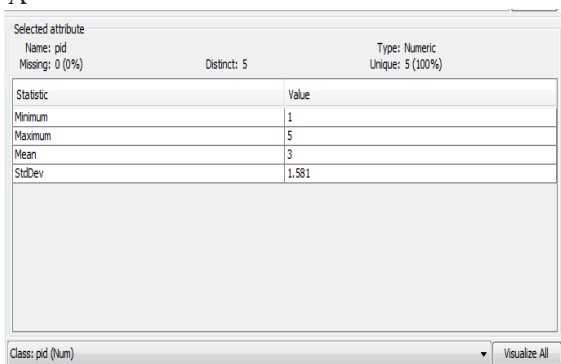 A
Selected attribute
Name: pid Type: Numeric
Missing: 0 (0%) Distinct: 5 Unique: 5 (100%)
Statistic Value
Minimum 1
Maximum 5
Mean 3
StdDev 1.581
Class: pid (Num) Visualize All